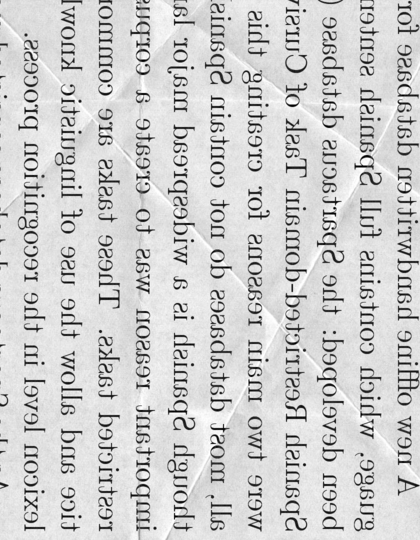 A new offline handwritten database for
guage, which contains full Spanish senten
been developed: the Spartacus database (
Spanish Restricted-domain Task of Cursiv
were two main reasons for creating this
all, most databases do not contain Spanis
though Spanish is a widespread major la
important reason was to create a corpus
restricted tasks. These tasks are common
tice and allow the use of linguistic knowl
lexicon level in the recognition process.